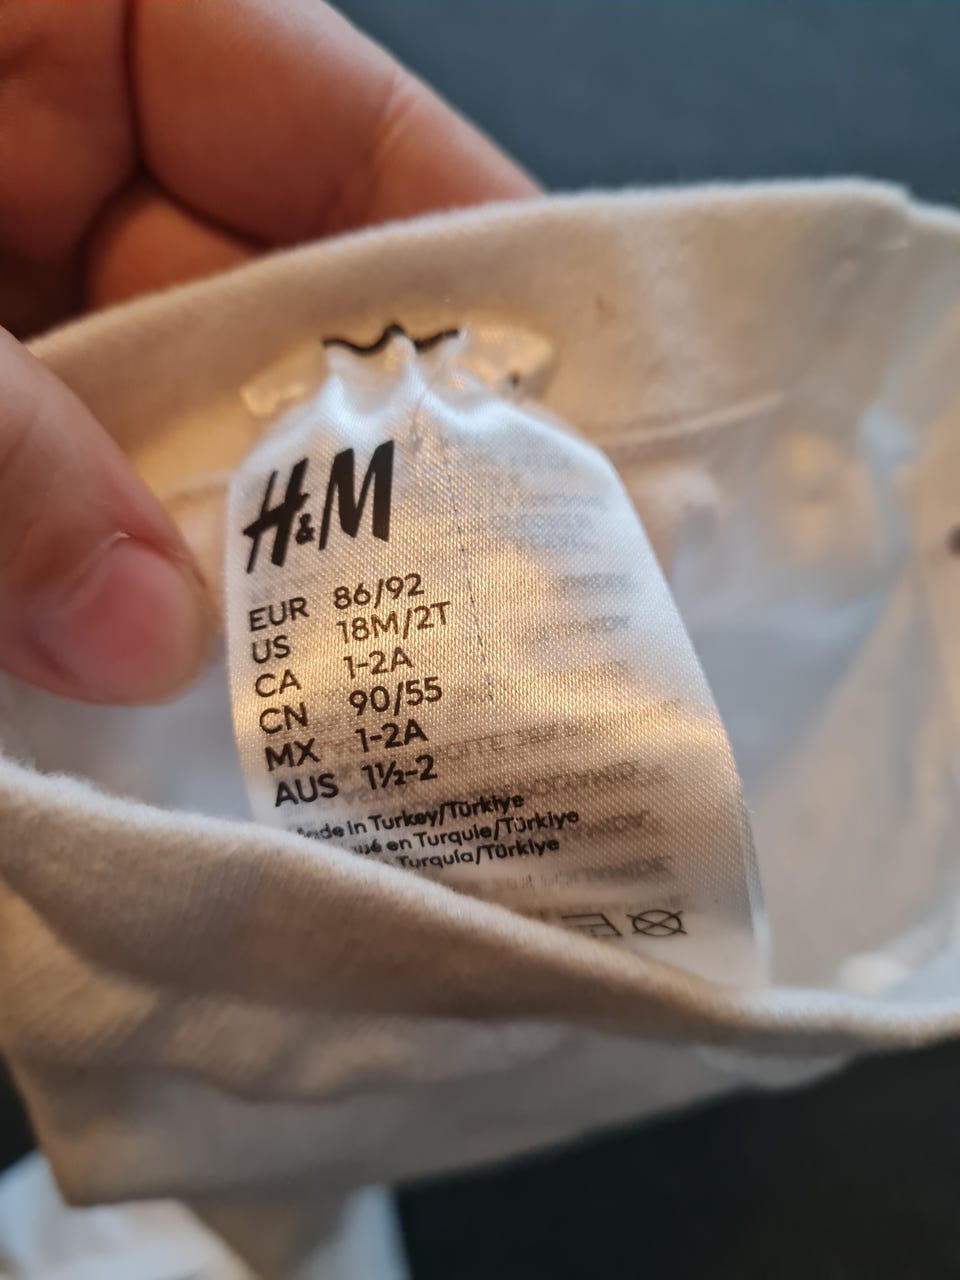 H&M
EUR 86/92
US 18M/2T
CA 1-2A
CN 90/55
MX 1-2A
AUS 1½-2
in Turkey/Türkiye
en Turquie/Türkiye
Turquía/Türkiye